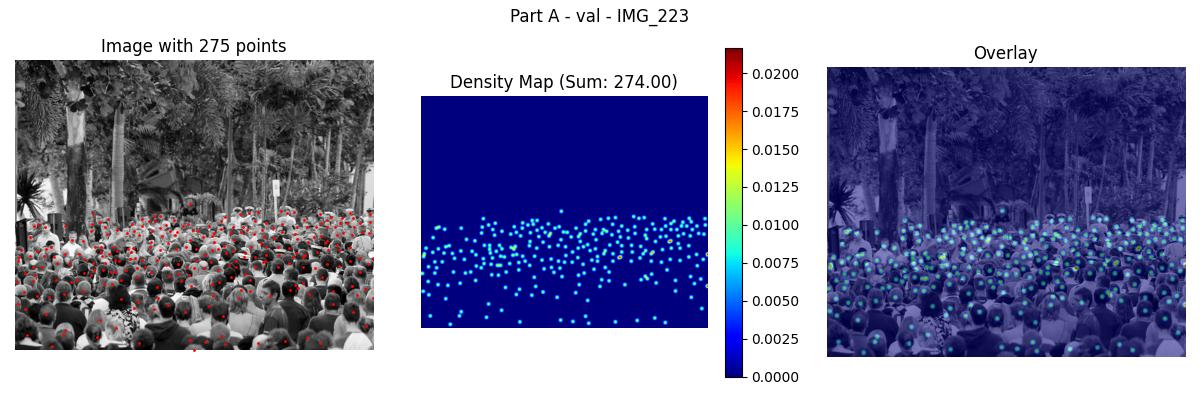 Part A - val - IMG_223
Image with 275 points
Density Map (Sum: 274.00)
Overlay
0.0200
0.0175
0.0150
0.0125
0.0100
0.0075
0.0050
0.0025
0.0000